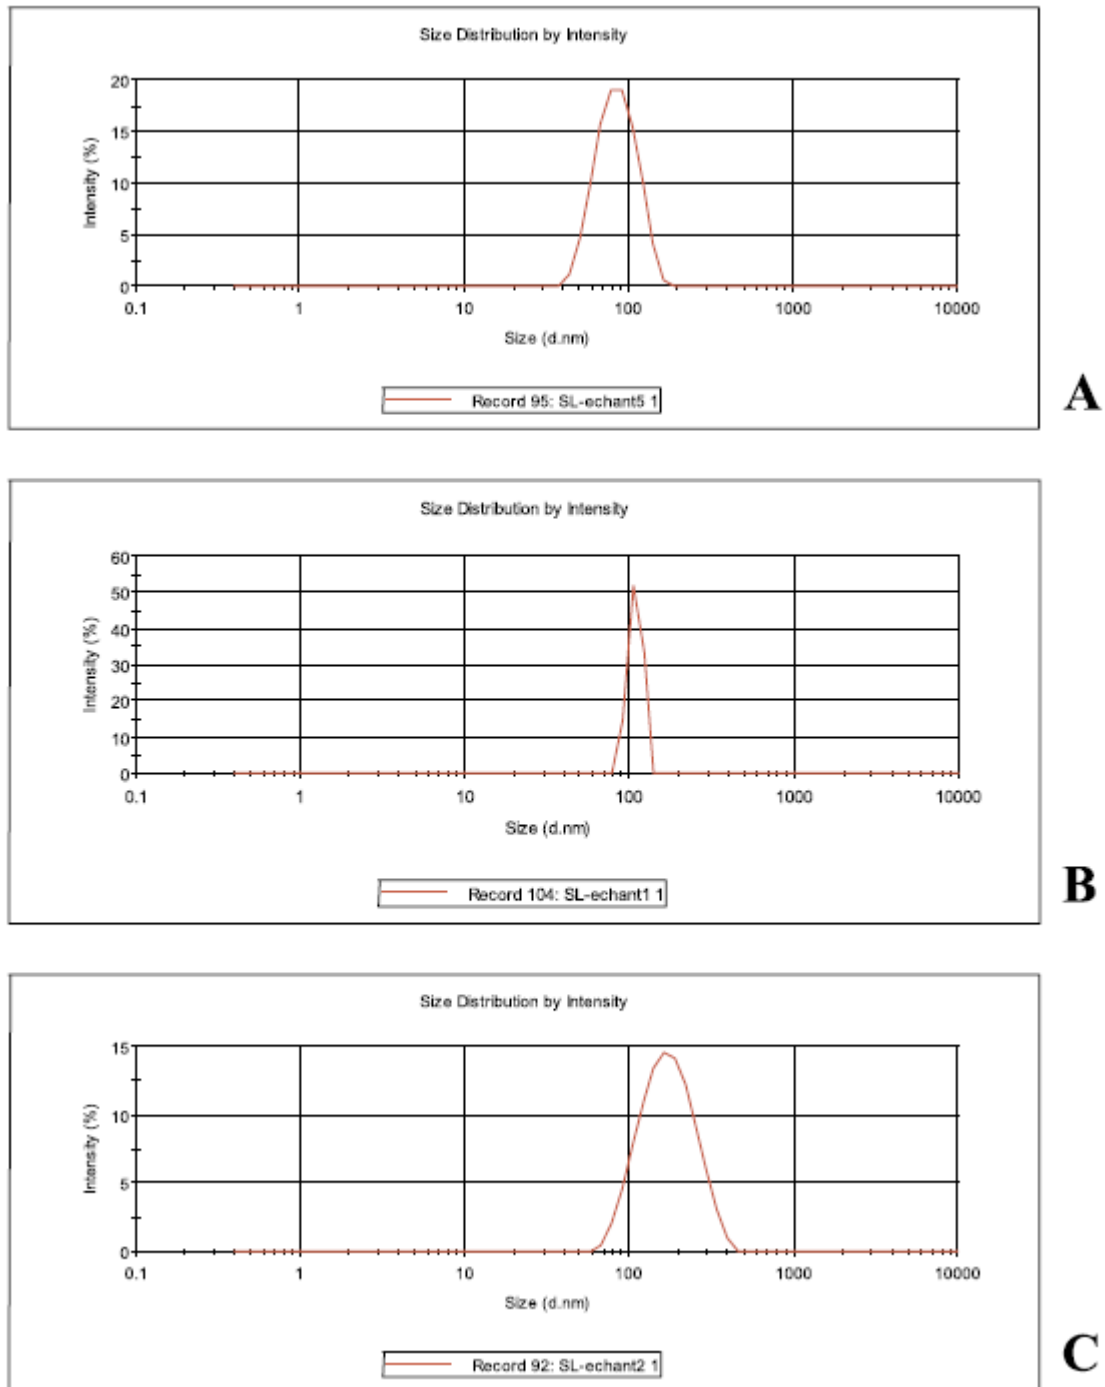 Size Distribution by Intensity
20
15
10
5
0
Intensity (%)
0.1 1 10 100 1000 10000
Size (d.nm)
Record 95: SL-echant5 1
A
Size Distribution by Intensity
60
50
40
30
20
10
0
Intensity (%)
0.1 1 10 100 1000 10000
Size (d.nm)
Record 104: SL-echant1 1
B
Size Distribution by Intensity
15
10
5
0
Intensity (%)
0.1 1 10 100 1000 10000
Size (d.nm)
Record 92: SL-echant2 1
C